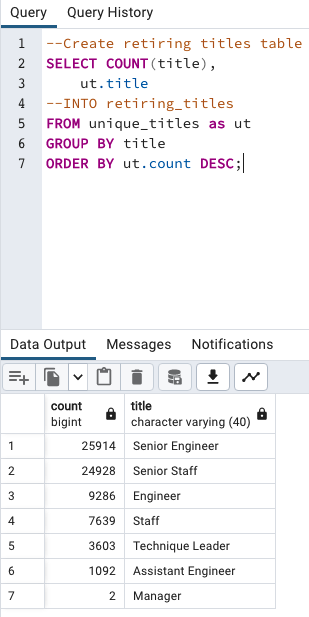 Query Query History
1 --Create retiring titles table
2 SELECT COUNT(title),
3 ut.title
4 --INTO retiring_titles
5 FROM unique_titles as ut
6 GROUP BY title
7 ORDER BY ut.count DESC;
Data Output Messages Notifications
count title
bigint character varying (40)
1 25914 Senior Engineer
2 24928 Senior Staff
3 9286 Engineer
4 7639 Staff
5 3603 Technique Leader
6 1092 Assistant Engineer
7 2 Manager